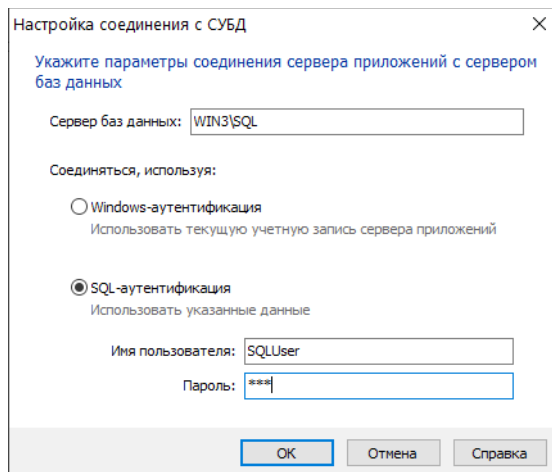 Настройка соединения с СУБД
Укажите параметры соединения сервера приложений с сервером
баз данных
Сервер баз данных: WIN3\SQL
Соединяться, используя:
Windows-аутентификация
Использовать текущую учетную запись сервера приложений
SQL-аутентификация
Использовать указанные данные
Имя пользователя: SQLUser
Пароль: ***
ОК Отмена Справка